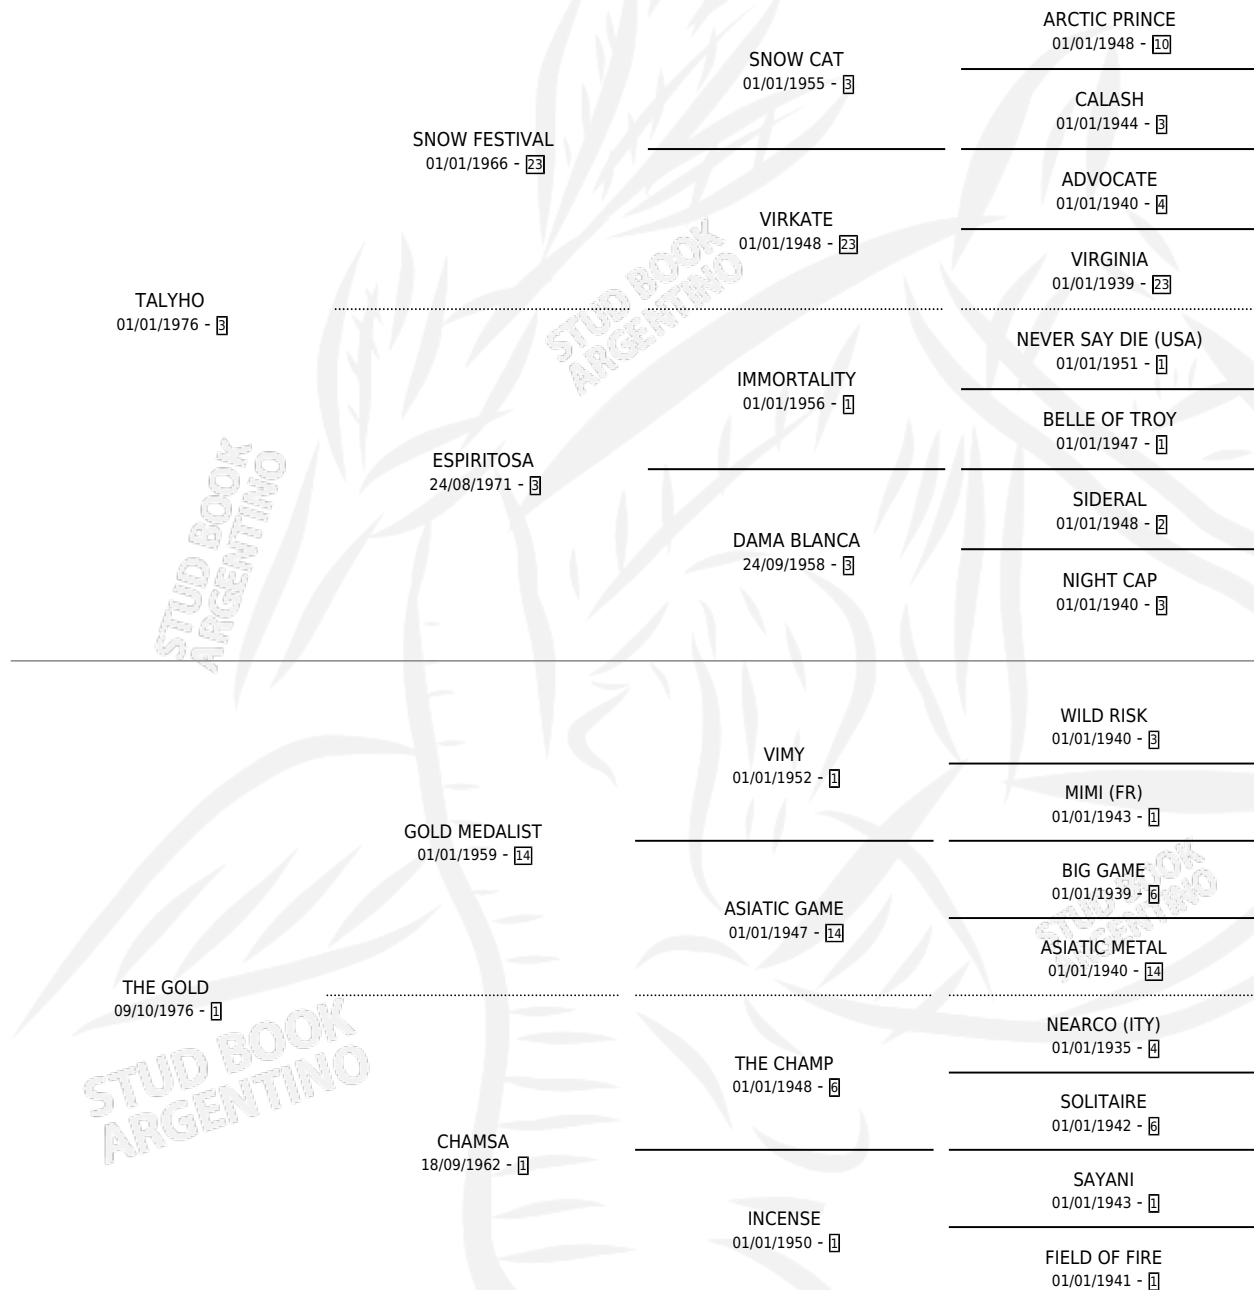 ARCTIC PRINCE
01/01/1948 - 10
SNOW CAT
01/01/1955 - 3
CALASH
01/01/1944 - 3
SNOW FESTIVAL
01/01/1966 - 23
ADVOCATE
01/01/1940 - 4
VIRKATE
01/01/1948 - 23
VIRGINIA
01/01/1939 - 23
TALYHO
01/01/1976 - 3
NEVER SAY DIE (USA)
01/01/1951 - 1
IMMORTALITY
01/01/1956 - 1
BELLE OF TROY
01/01/1947 - 1
ESPIRITOSA
24/08/1971 - 3
SIDERAL
01/01/1948 - 2
DAMA BLANCA
24/09/1958 - 3
NIGHT CAP
01/01/1940 - 3
WILD RISK
01/01/1940 - 3
VIMY
01/01/1952 - 1
MIMI (FR)
01/01/1943 - 1
GOLD MEDALIST
01/01/1959 - 14
BIG GAME
01/01/1939 - 6
ASIATIC GAME
01/01/1947 - 14
ASIATIC METAL
01/01/1940 - 14
THE GOLD
09/10/1976 - 1
NEARCO (ITY)
01/01/1935 - 4
THE CHAMP
01/01/1948 - 6
SOLITAIRE
01/01/1942 - 6
CHAMSA
18/09/1962 - 1
SAYANI
01/01/1943 - 1
INCENSE
01/01/1950 - 1
FIELD OF FIRE
01/01/1941 - 1
STUD BOOK
ARGENTINO
STUD BOOK
ARGENTINO
STUD BOOK
ARGENTINO
STUD BOOK
ARGENTINO